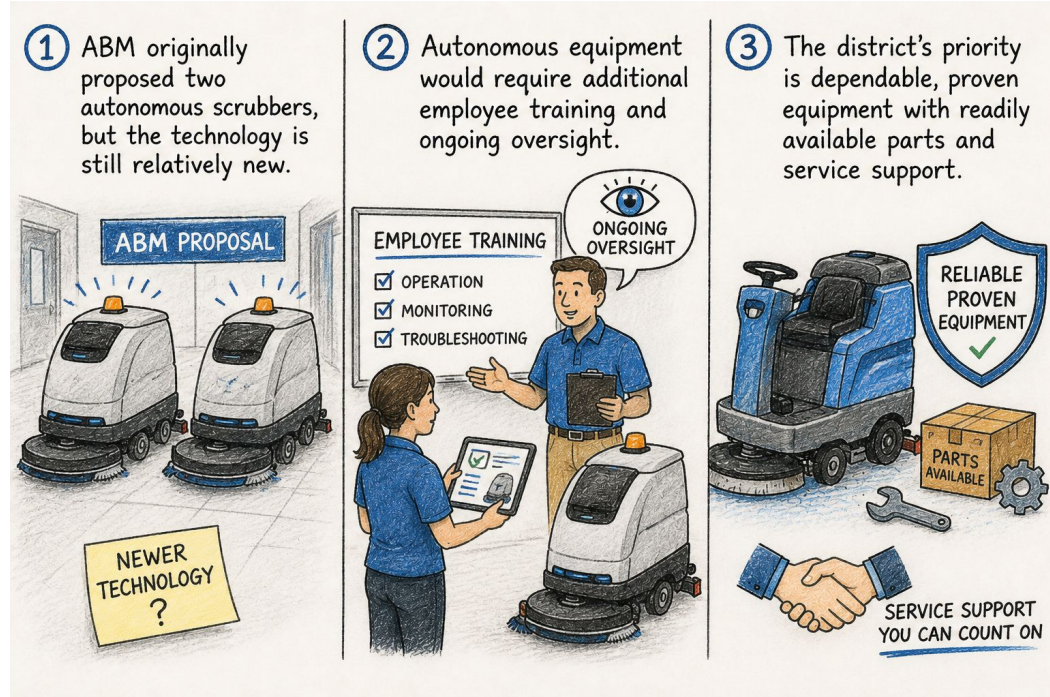 1 ABM originally
proposed two
autonomous scrubbers,
but the technology is
still relatively new.
ABM PROPOSAL
NEWER
TECHNOLOGY
?
2 Autonomous equipment
would require additional
employee training and
ongoing oversight.
ONGOING
OVERSIGHT
EMPLOYEE TRAINING
OPERATION
MONITORING
TROUBLESHOOTING
3 The district's priority
is dependable, proven
equipment with readily
available parts and
service support.
RELIABLE
PROVEN
EQUIPMENT
PARTS
AVAILABLE
SERVICE SUPPORT
YOU CAN COUNT ON